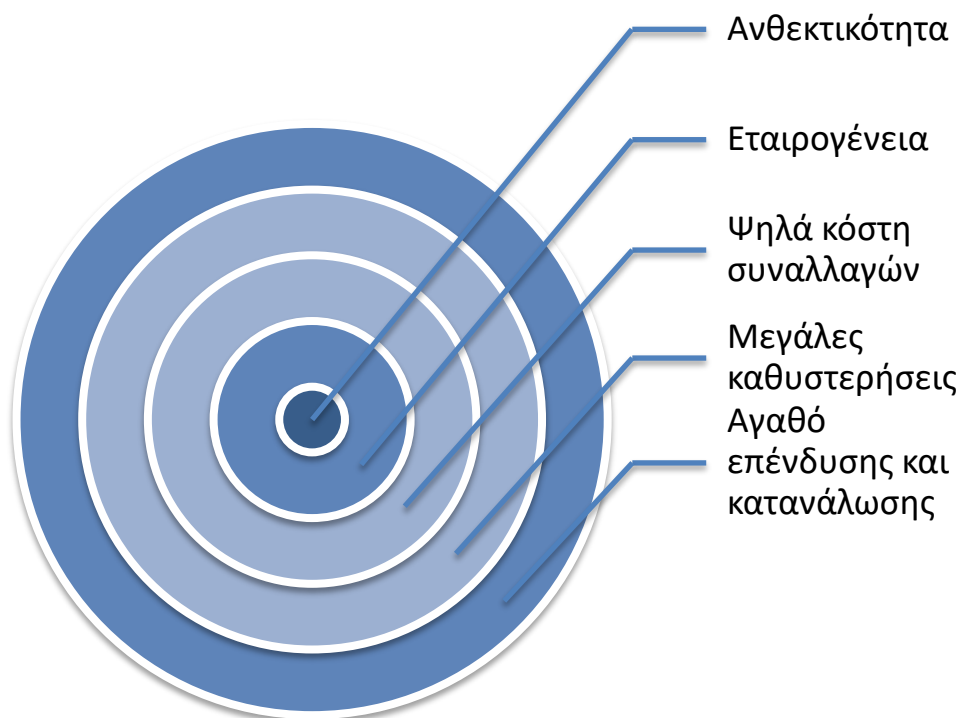 Ανθεκτικότητα
Εταιρογένεια
Ψηλά κόστη
συναλλαγών
Μεγάλες
καθυστερήσεις
Αγαθό
επένδυσης και
κατανάλωσης